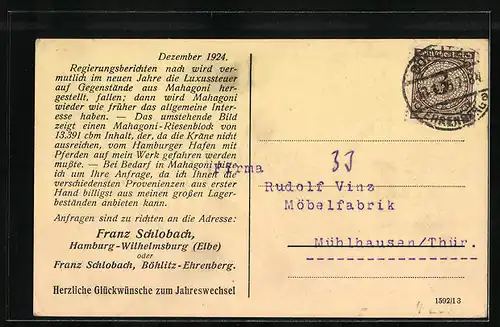 Dezember 1924.
Regierungsberichten nach wird ver-
mutlich im neuen Jahre die Luxussteuer
auf Gegenstände aus Mahagoni her-
gestellt, fallen; dann wird Mahagoni
wieder wie früher das allgemeine Inter-
esse haben. — Das umstehende Bild
zeigt einen Mahagoni-Riesenblock von
13.391 cbm Inhalt, der, da die Kräne nicht
ausreichen, vom Hamburger Hafen mit
Pferden auf mein Werk gefahren werden
mußte. — Bei Bedarf in Mahagoni bitte
ich um Ihre Anfrage, da ich Ihnen die
verschiedensten Provenienzen aus erster
Hand billigst aus meinen großen Lager-
beständen anbieten kann.
Anfragen sind zu richten an die Adresse:
Franz Schlobach,
Hamburg-Wilhelmsburg (Elbe)
oder
Franz Schlobach, Böhlitz-Ehrenberg.
Herzliche Glückwünsche zum Jahreswechsel
3
EHRENBERG
Firma
Rudolf Vinz
Möbelfabrik
Mühlhausen/Thür.
1592/13